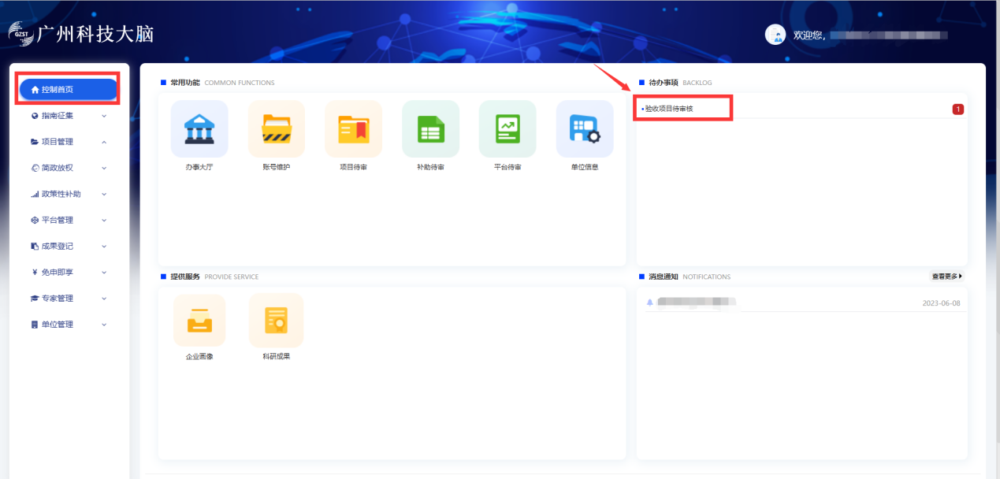 GZST 广州科技大脑
欢迎您，
控制首页
指南征集
项目管理
简政放权
政策性补助
平台管理
成果登记
免申即享
专家管理
单位管理
常用功能 COMMON FUNCTIONS
办事大厅
账号维护
项目待审
补助待审
平台待审
单位信息
待办事项 BACKLOG
•验收项目待审核
1
提供服务 PROVIDE SERVICE
企业画像
科研成果
消息通知 NOTIFICATIONS
查看更多
2023-06-08